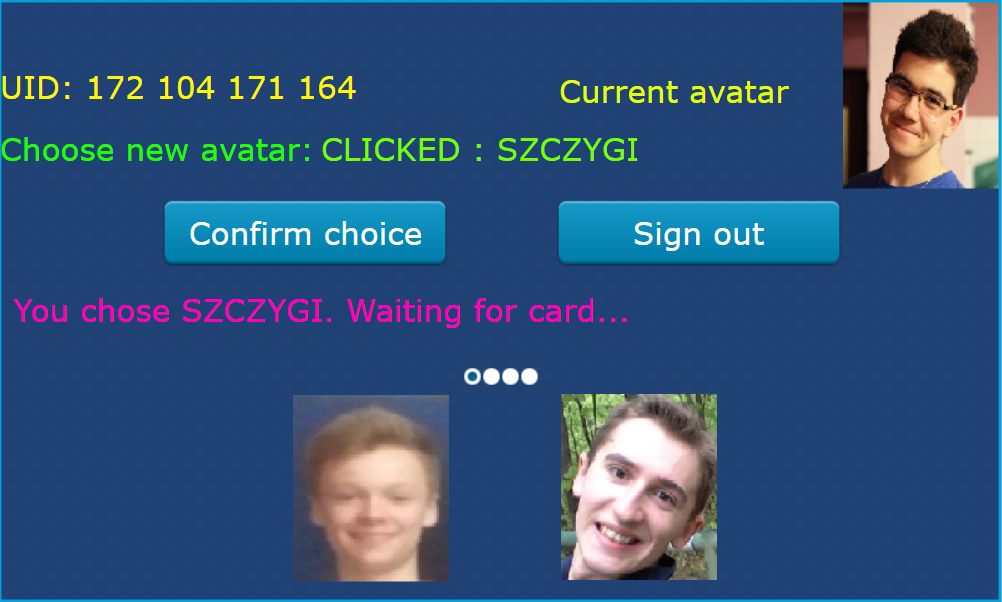 UID: 172 104 171 164
Current avatar
Choose new avatar: CLICKED : SZCZYGI
Confirm choice
Sign out
You chose SZCZYGI. Waiting for card...